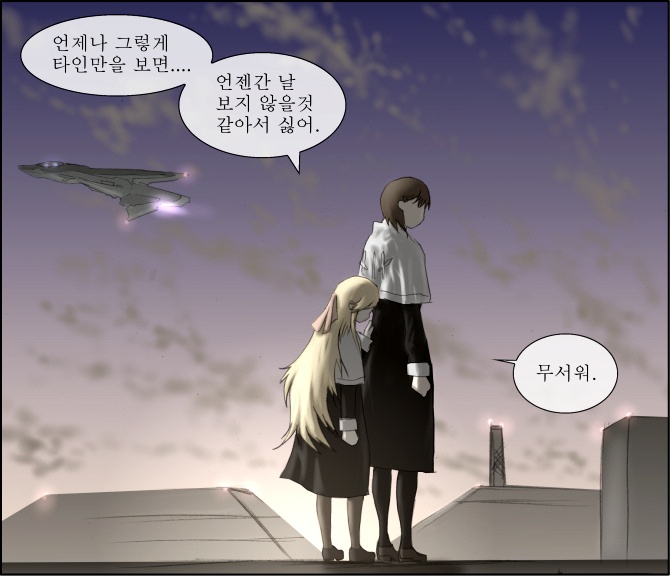 언제나 그렇게
타인만을 보면....
언젠간 날
보지 않을것
같아서 싫어.
무서워.